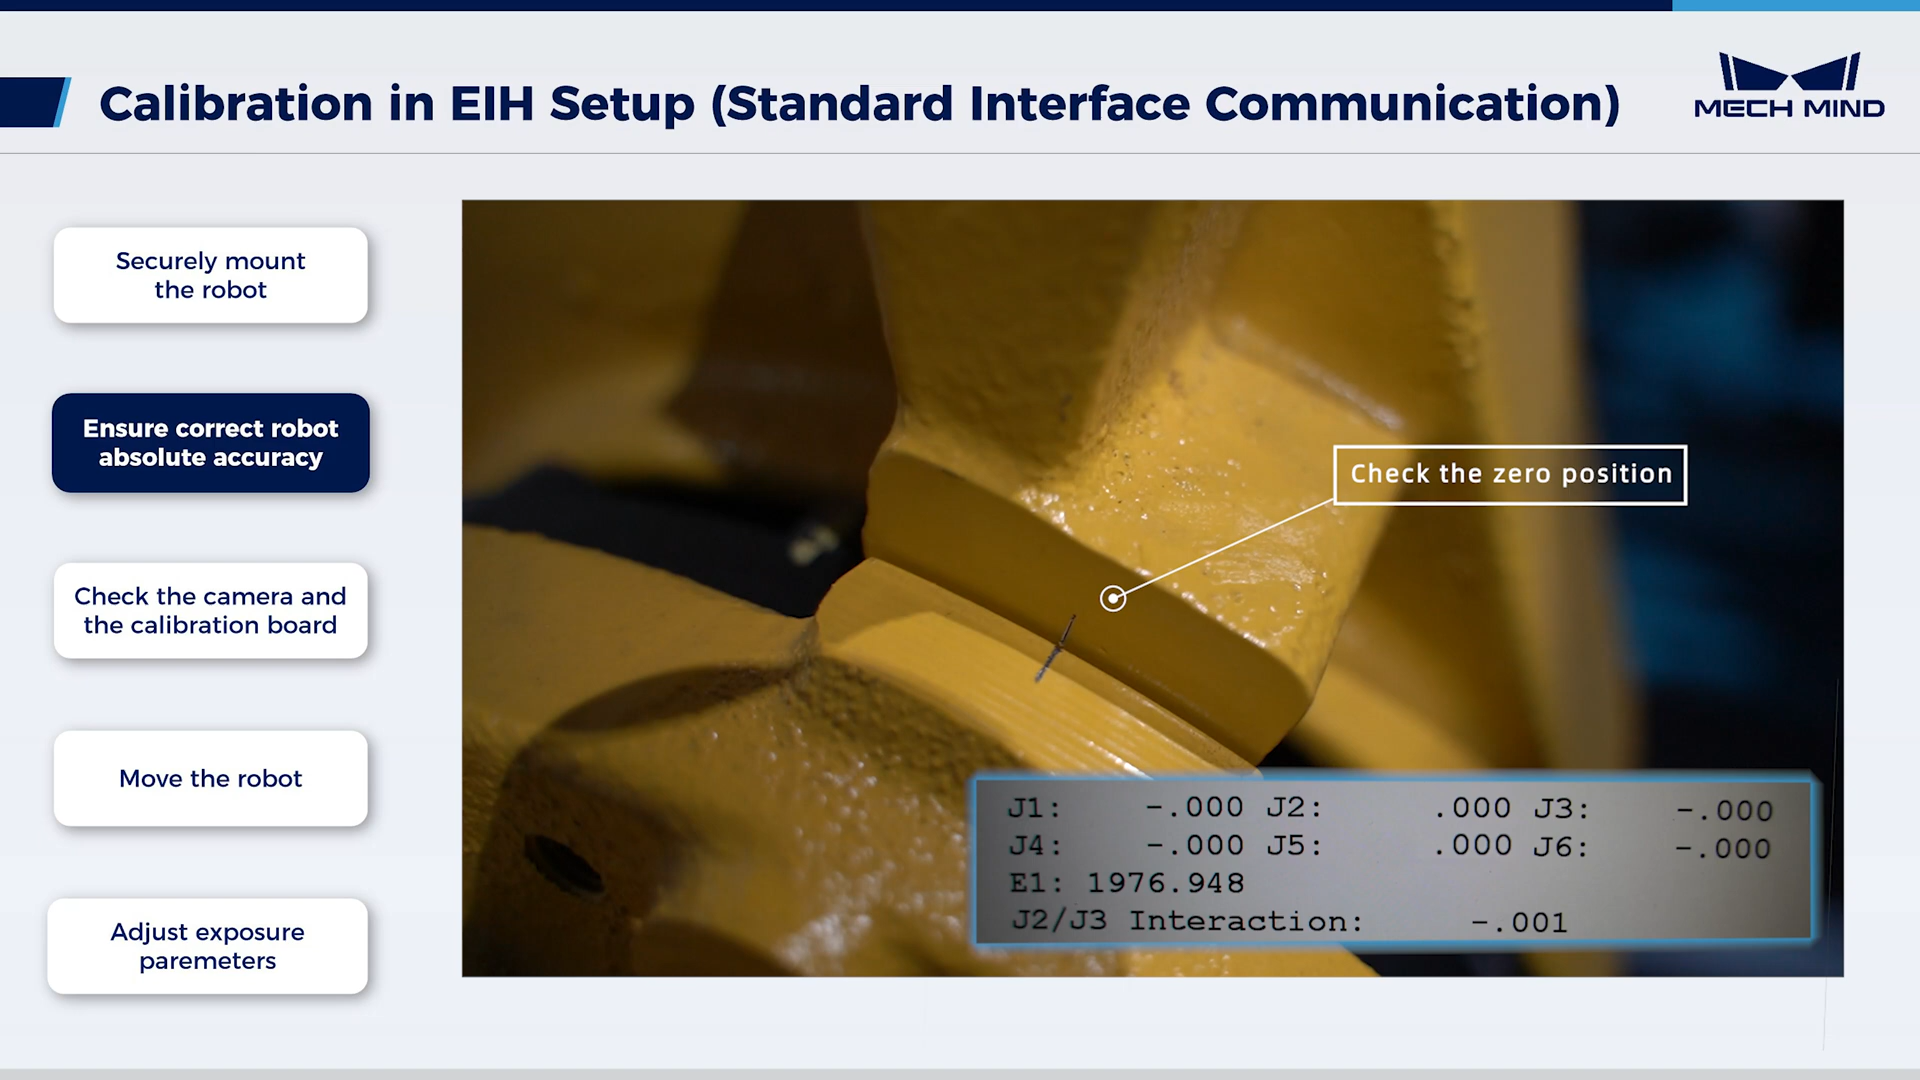 Calibration in EIH Setup (Standard Interface Communication)
MECH MIND
Securely mount
the robot
Ensure correct robot
absolute accuracy
Check the camera and
the calibration board
Move the robot
Adjust exposure
paremeters
Check the zero position
J1: -.000 J2: .000 J3: -.000
J4: -.000 J5: .000 J6: -.000
E1: 1976.948
J2/J3 Interaction: -.001